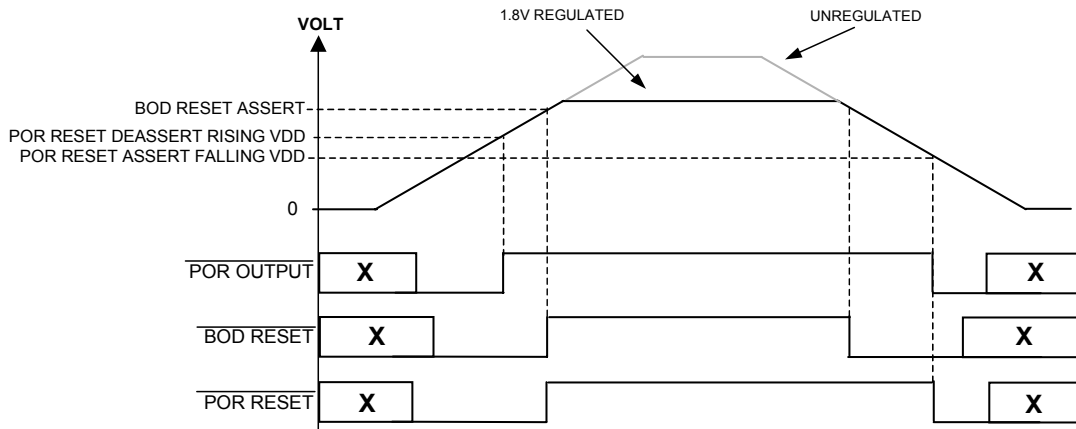 1.8V REGULATED
UNREGULATED
VOLT
BOD RESET ASSERT
POR RESET DEASSERT RISING VDD
POR RESET ASSERT FALLING VDD
0
POR OUTPUT
X
X
BOD RESET
X
X
POR RESET
X
X